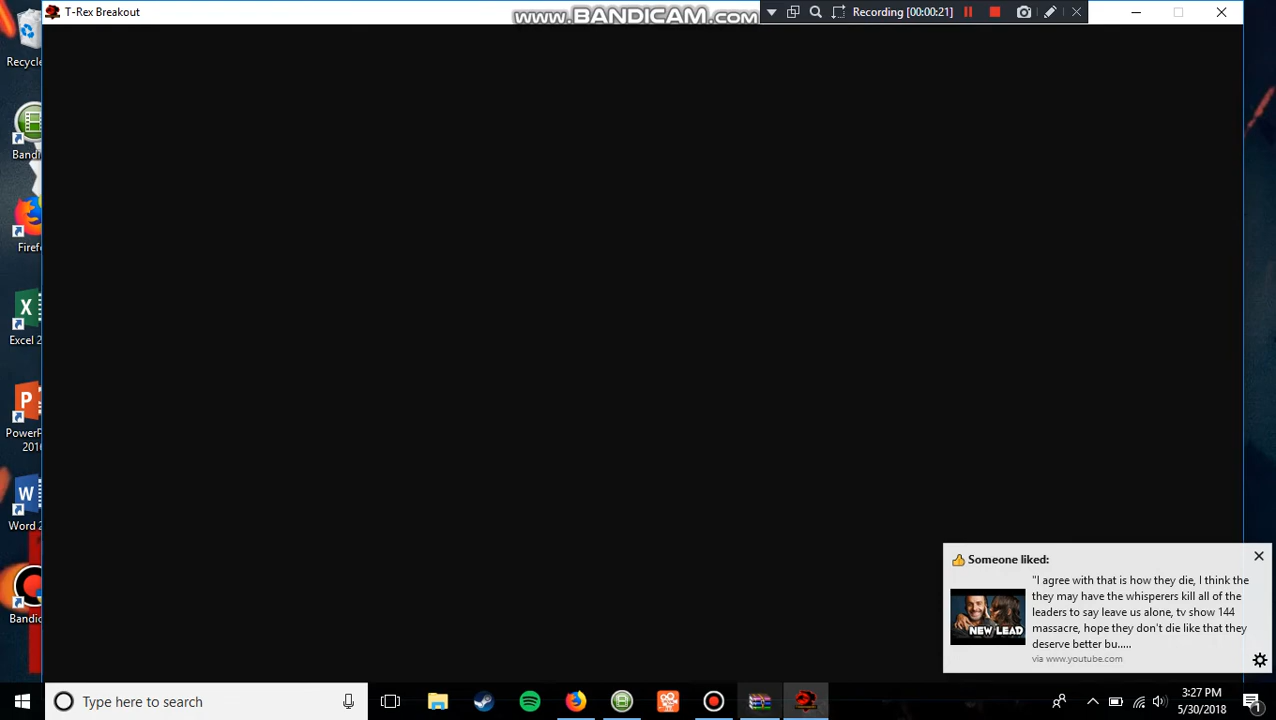 T-Rex Breakout
www.BANDICAM.com
Recording [00:00:21]
Recycle
Bandi
Firefo
Excel 2
PowerP
201
Word 2
Bandic
Someone liked:
"I agree with that is how they die, I think the
they may have the whisperers kill all of the
leaders to say leave us alone, tv show 144
massacre, hope they don't die like that they
deserve better bu.....
via www.youtube.com
NEW LEAD
Type here to search
3:27 PM
5/30/2018
1